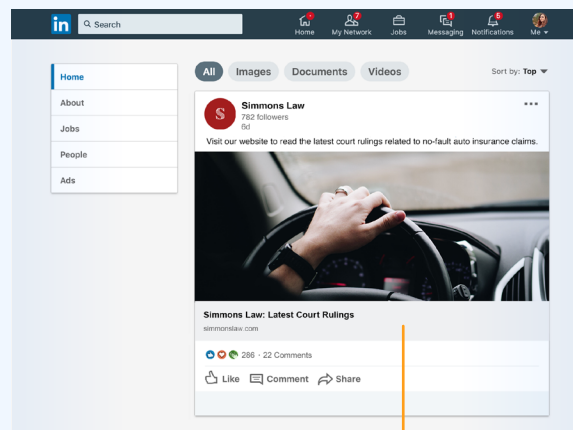 in Search
Home My Network 7 Jobs Messaging 1 Notifications 5 Me
Home
About
Jobs
People
Ads
All Images Documents Videos Sort by: Top
S
Simmons Law
782 followers
6d
Visit our website to read the latest court rulings related to no-fault auto insurance claims.
Simmons Law: Latest Court Rulings
simmonslaw.com
286 · 22 Comments
Like Comment Share